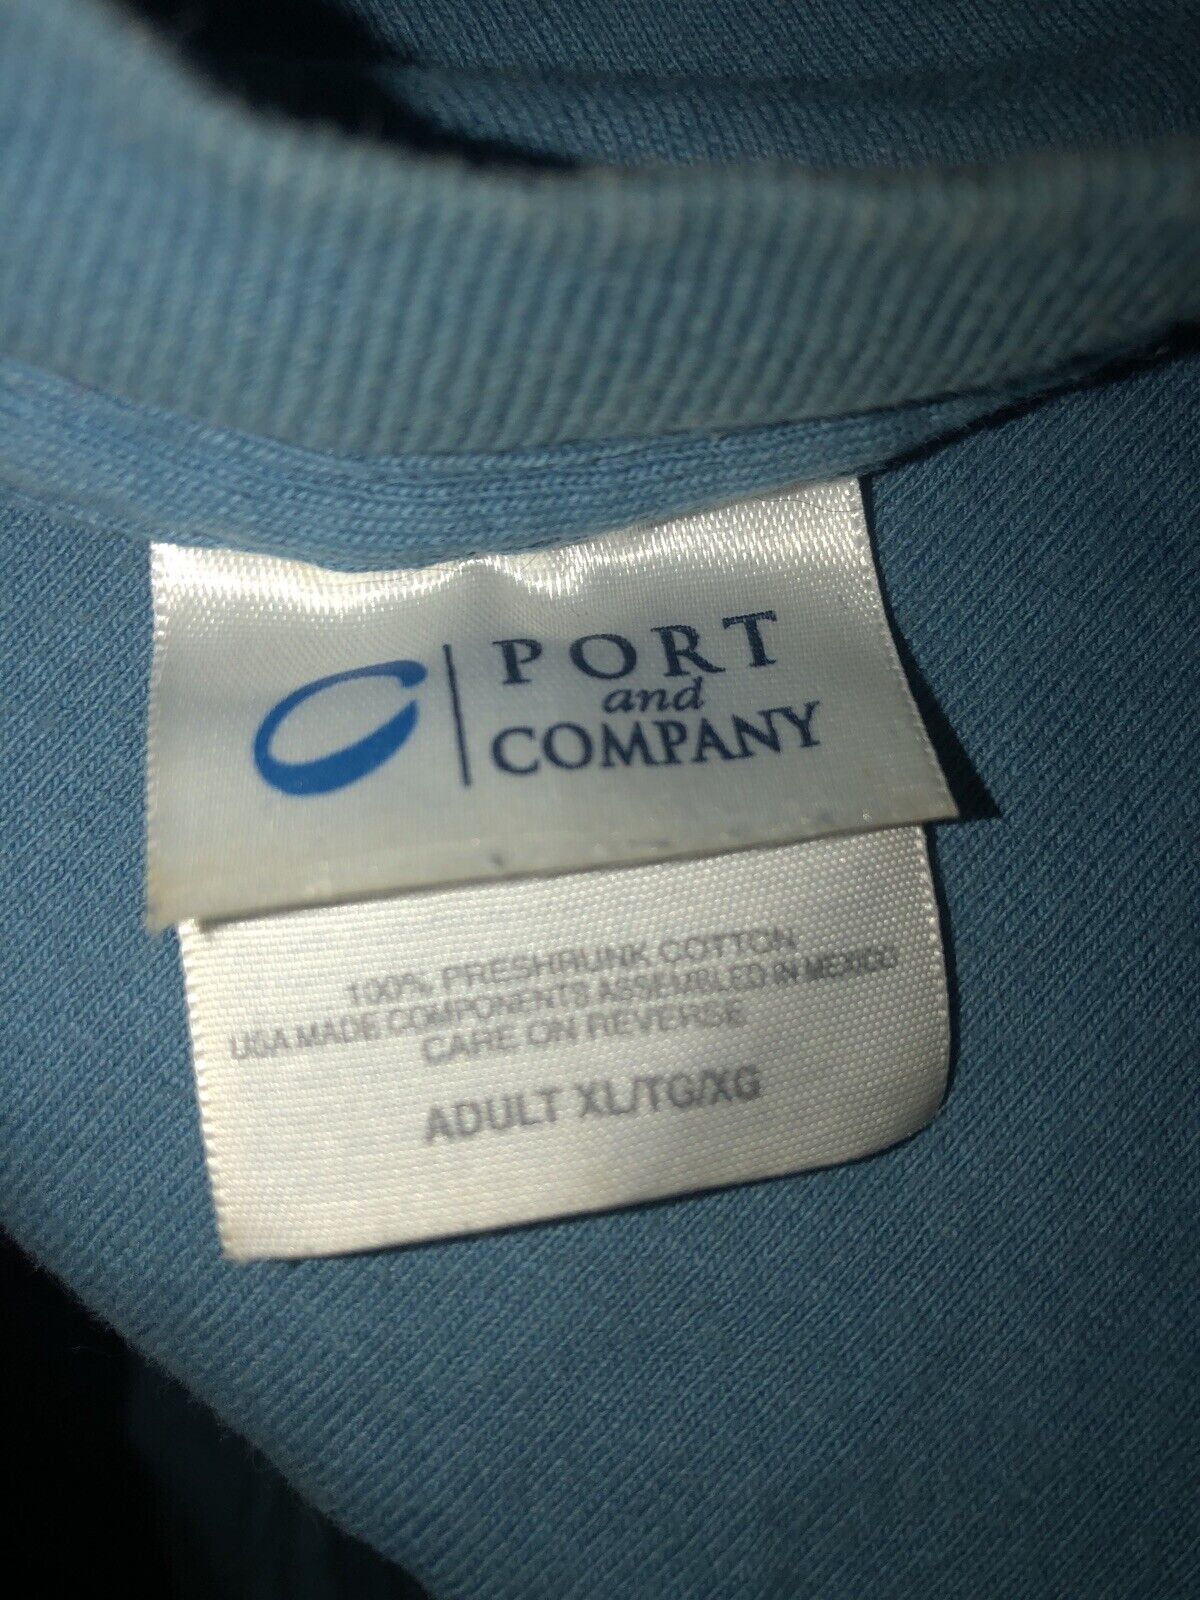 PORT
and
COMPANY
100% PRESHRUNK COTTON
USA MADE COMPONENTS ASSEMBLED IN MEXICO
CARE ON REVERSE
ADULT XL/TG/XG